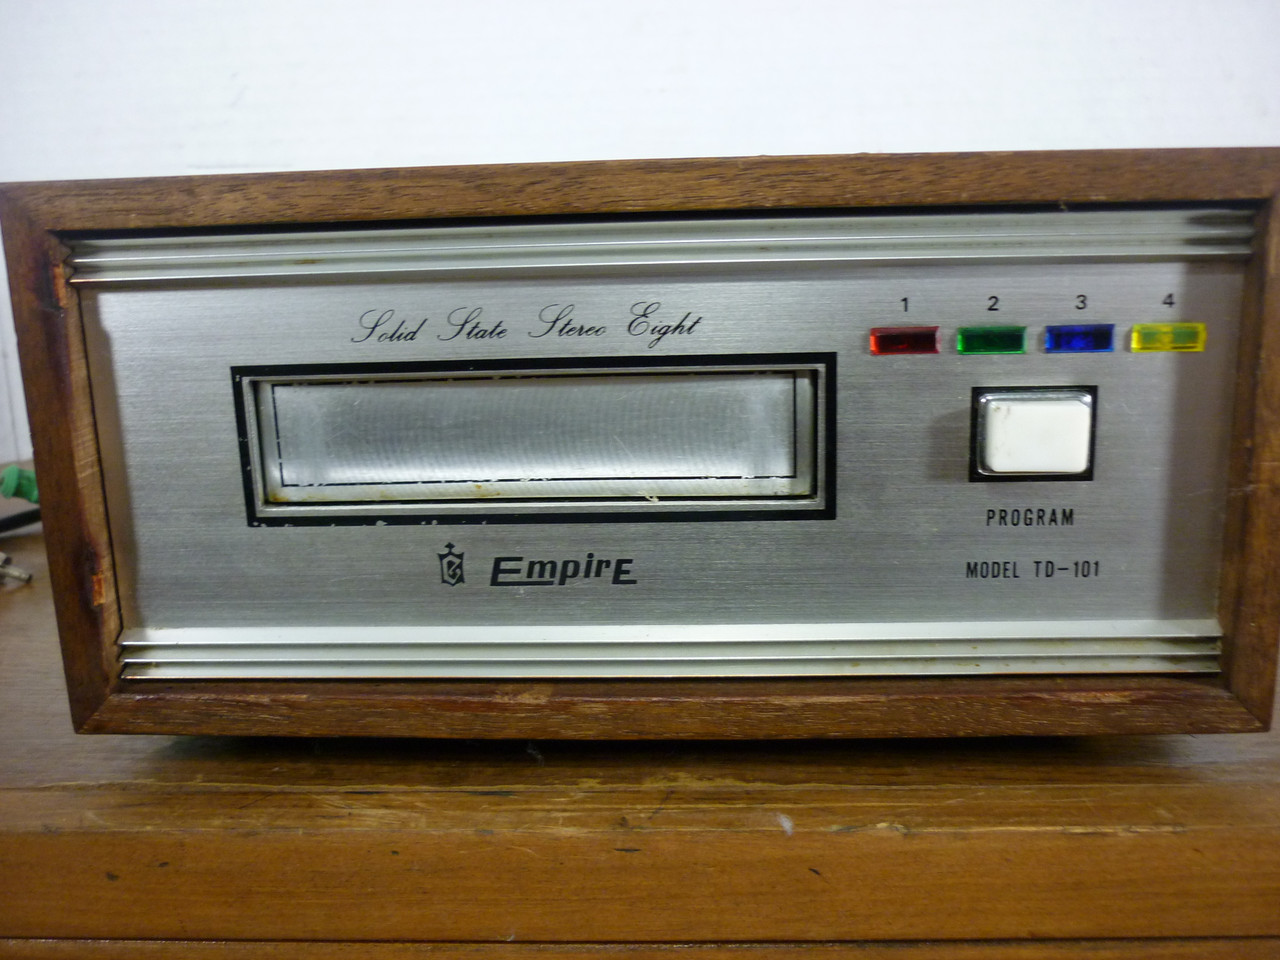 Solid State Stereo Eight
1 2 3 4
PROGRAM
EmpirE
MODEL TD-101